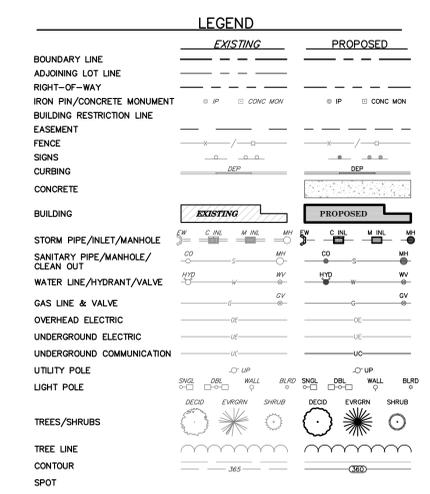 LEGEND
EXISTING PROPOSED
BOUNDARY LINE
ADJOINING LOT LINE
RIGHT-OF-WAY
IRON PIN/CONCRETE MONUMENT IP CONC MON IP CONC MON
BUILDING RESTRICTION LINE
EASEMENT
FENCE X / X /
SIGNS
CURBING DEP DEP
CONCRETE
BUILDING EXISTING PROPOSED
EW C INL M INL MH EW C INL M INL MH
STORM PIPE/INLET/MANHOLE
SANITARY PIPE/MANHOLE/ CO S MH CO S MH
CLEAN OUT
WATER LINE/HYDRANT/VALVE HYD W WV HYD W WV
GAS LINE & VALVE G GV G GV
OVERHEAD ELECTRIC OE OE
UNDERGROUND ELECTRIC UE UE
UNDERGROUND COMMUNICATION UC UC
UTILITY POLE UP UP
LIGHT POLE SNGL DBL WALL BLRD SNGL DBL WALL BLRD
DECID EVRGRN SHRUB DECID EVRGRN SHRUB
TREES/SHRUBS
TREE LINE
CONTOUR 365 360
SPOT